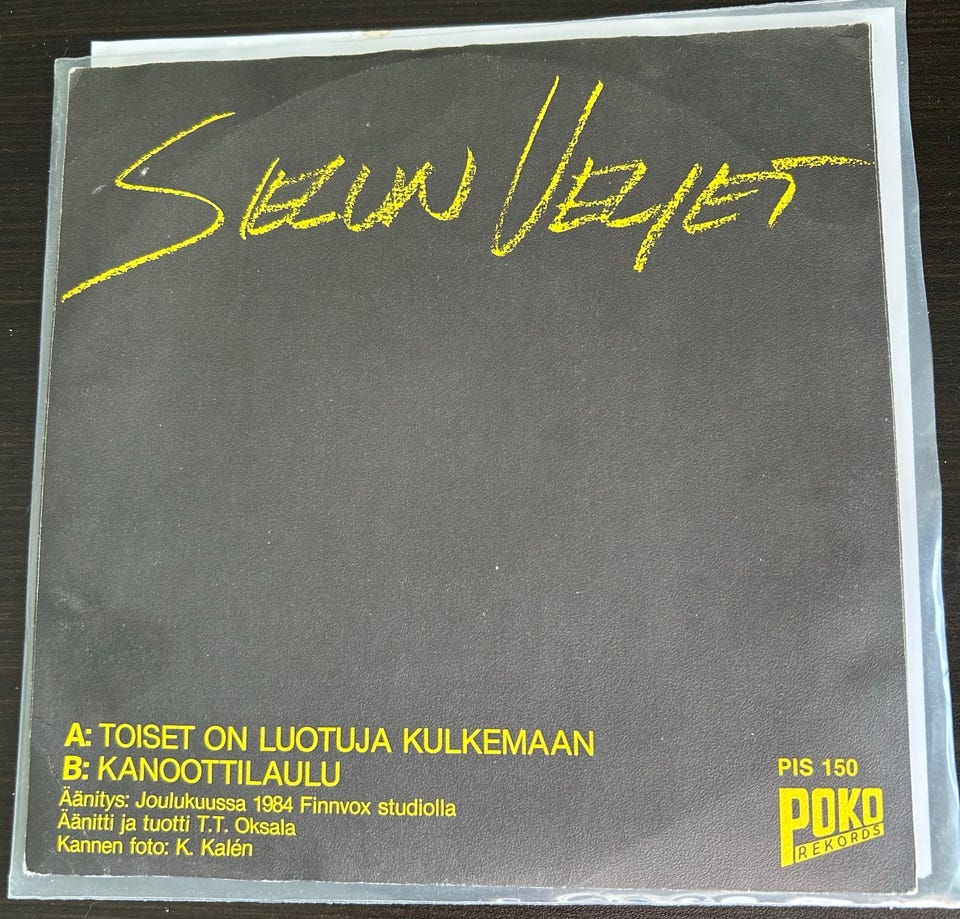 SIELUN VELJET
A: TOISET ON LUOTUJA KULKEMAAN
B: KANOOTTILAULU
Äänitys: Joulukuussa 1984 Finnvox studiolla
Äänitti ja tuotti T.T. Oksala
Kannen foto: K. Kalén
PIS 150
POKO
REKORDS